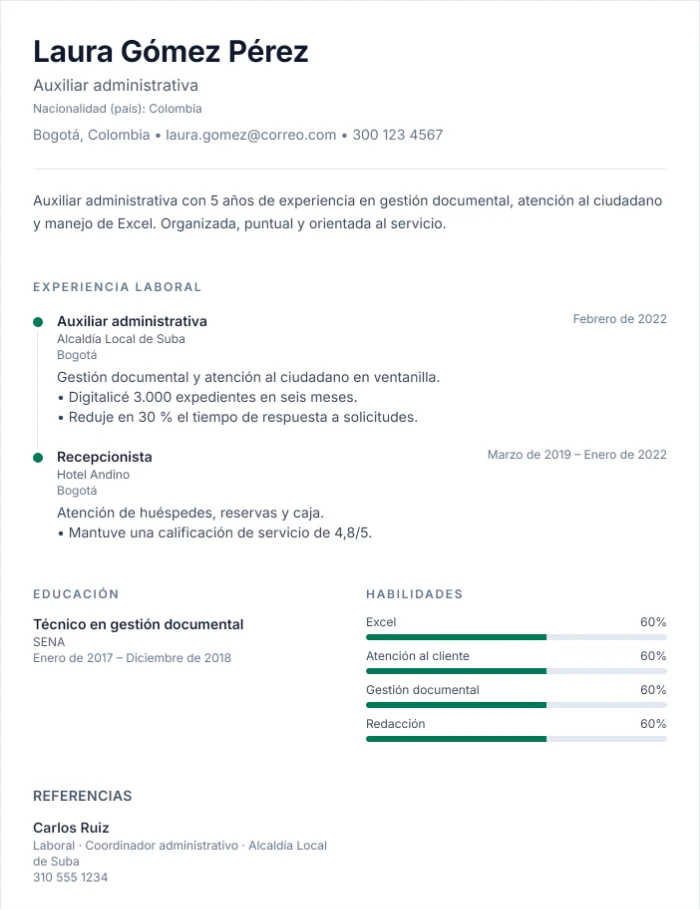 Laura Gómez Pérez
Auxiliar administrativa
Nacionalidad (país): Colombia
Bogotá, Colombia • laura.gomez@correo.com • 300 123 4567
Auxiliar administrativa con 5 años de experiencia en gestión documental, atención al ciudadano
y manejo de Excel. Organizada, puntual y orientada al servicio.
EXPERIENCIA LABORAL
Auxiliar administrativa
Febrero de 2022
Alcaldía Local de Suba
Bogotá
Gestión documental y atención al ciudadano en ventanilla.
• Digitalicé 3.000 expedientes en seis meses.
• Reduje en 30 % el tiempo de respuesta a solicitudes.
Recepcionista
Marzo de 2019 – Enero de 2022
Hotel Andino
Bogotá
Atención de huéspedes, reservas y caja.
• Mantuve una calificación de servicio de 4,8/5.
EDUCACIÓN
Técnico en gestión documental
SENA
Enero de 2017 – Diciembre de 2018
HABILIDADES
Excel 60%
Atención al cliente 60%
Gestión documental 60%
Redacción 60%
REFERENCIAS
Carlos Ruiz
Laboral · Coordinador administrativo · Alcaldía Local
de Suba
310 555 1234